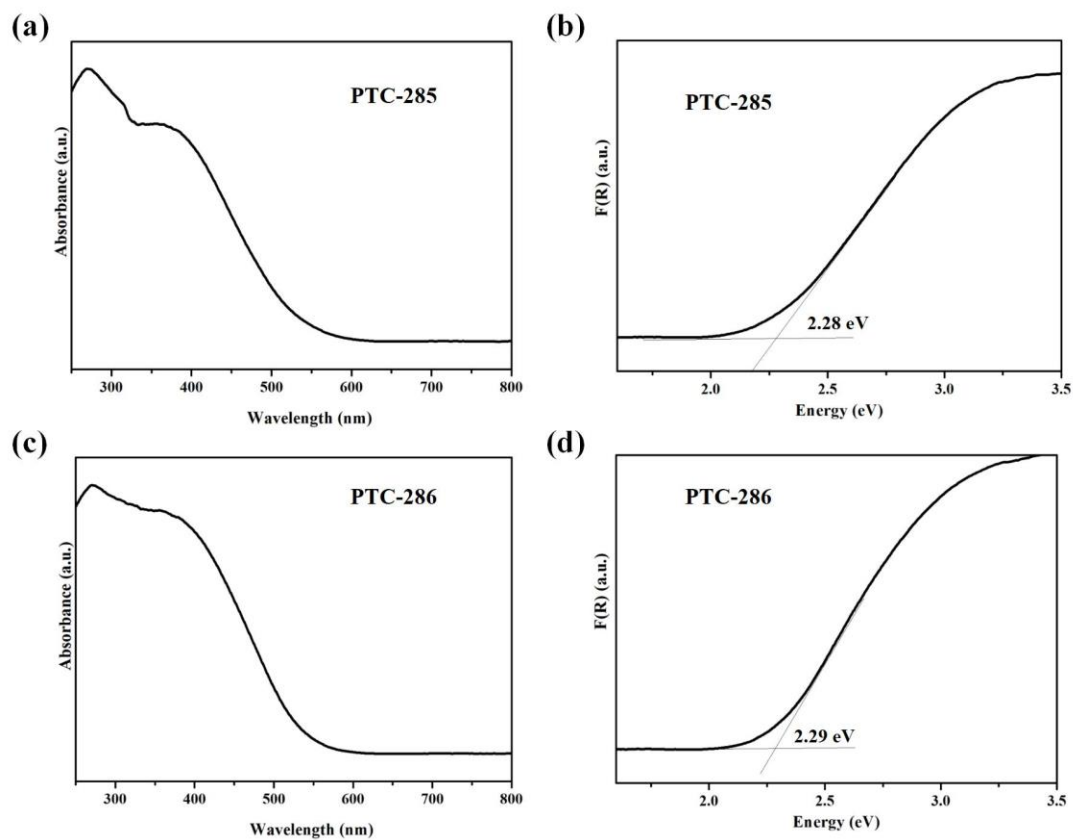 (a)
PTC-285
Absorbance (a.u.)
300 400 500 600 700 800
Wavelength (nm)
(b)
PTC-285
F(R) (a.u.)
2.28 eV
2.0 2.5 3.0 3.5
Energy (eV)
(c)
PTC-286
Absorbance (a.u.)
300 400 500 600 700 800
Wavelength (nm)
(d)
PTC-286
F(R) (a.u.)
2.29 eV
2.0 2.5 3.0 3.5
Energy (eV)